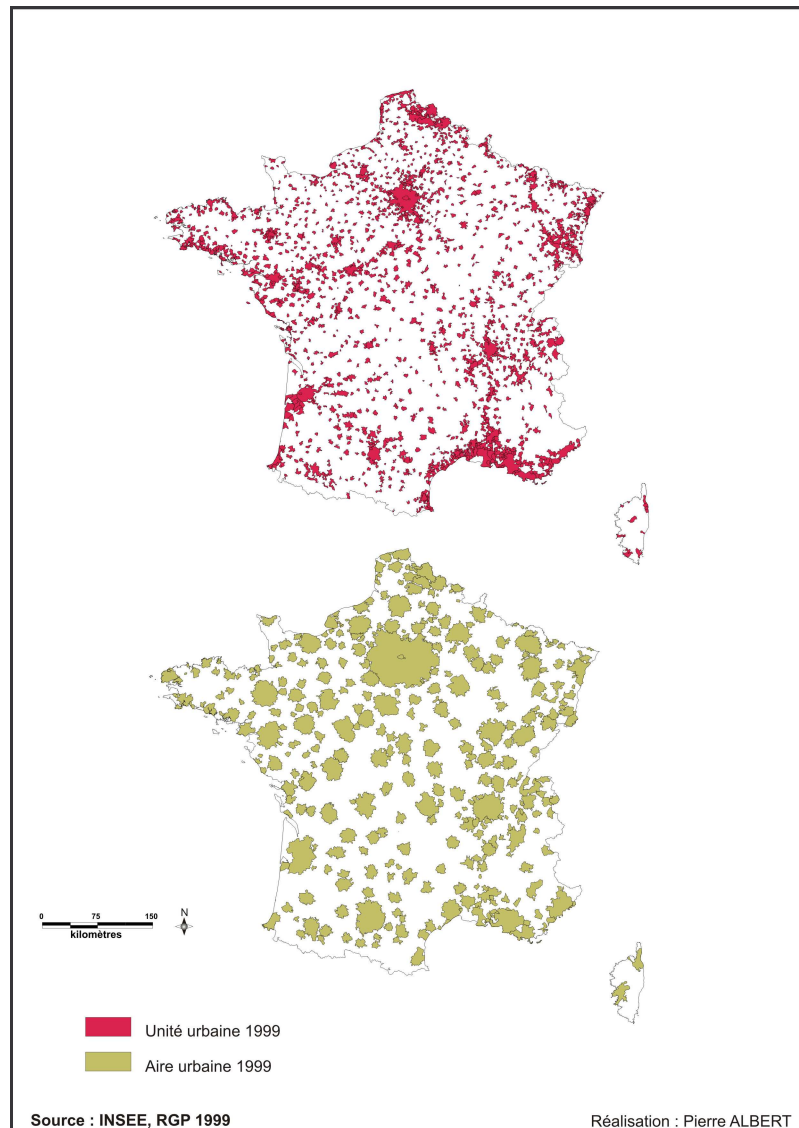 0 75 150
kilomètres
N
Unité urbaine 1999
Aire urbaine 1999
Source : INSEE, RGP 1999
Réalisation : Pierre ALBERT